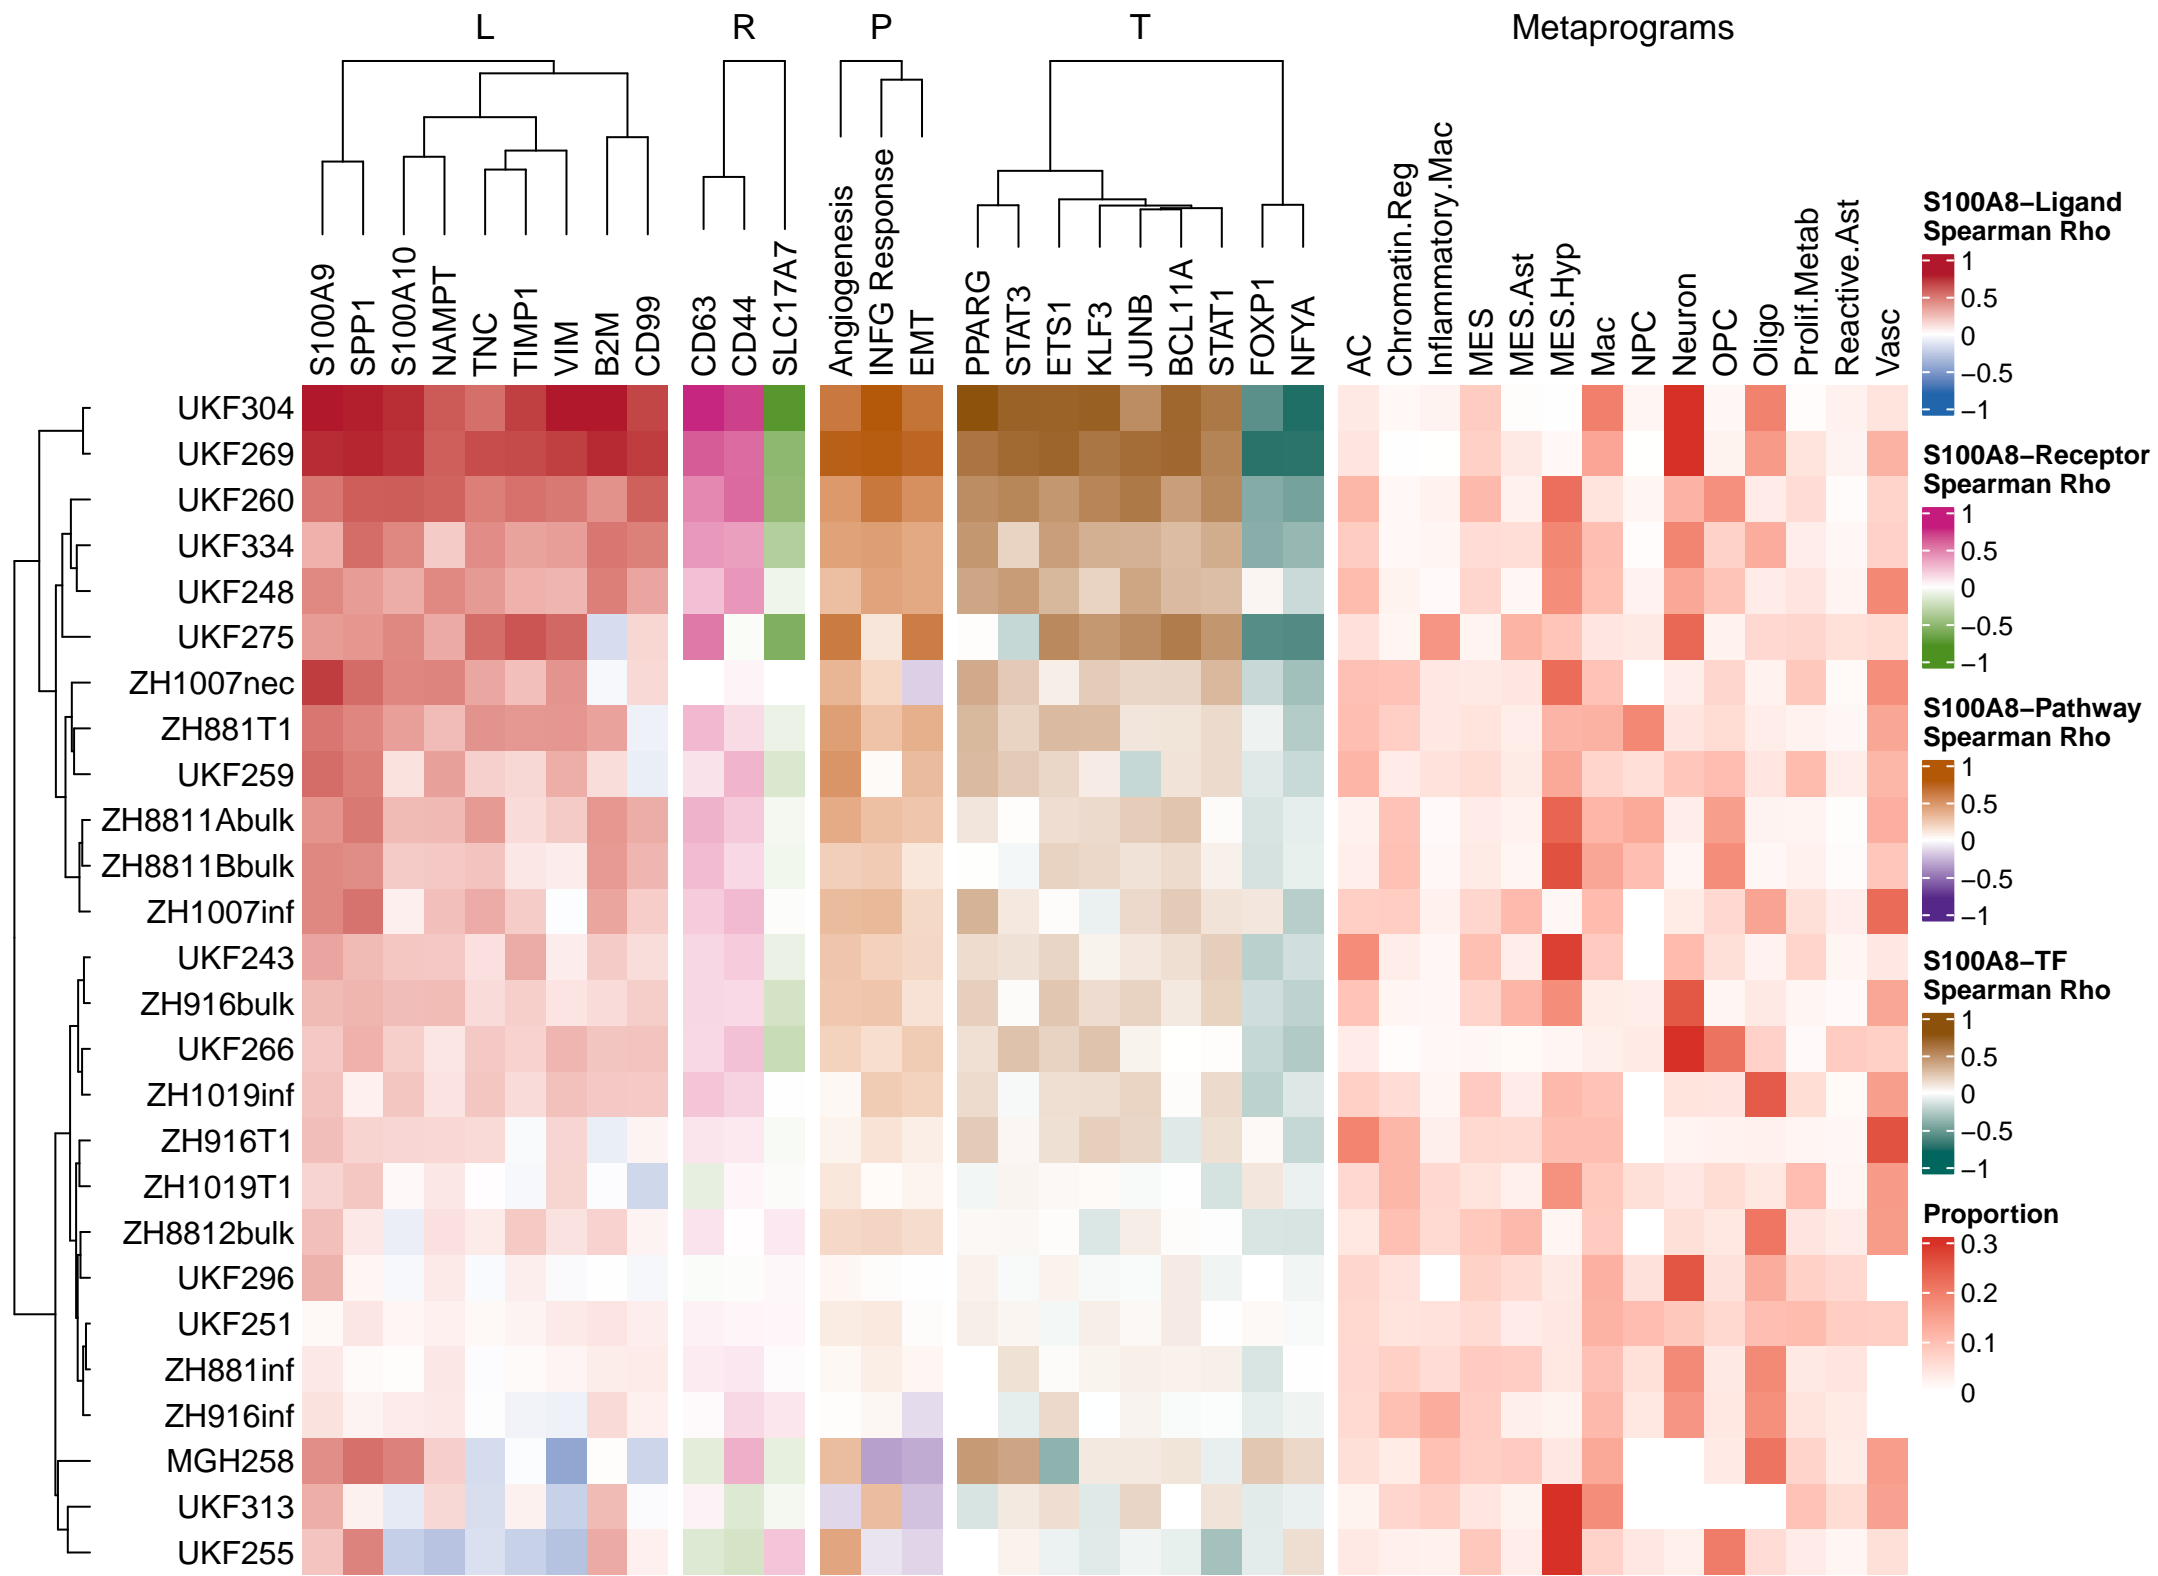 L R P T Metaprograms
S100A9 SPP1 S100A10 NAMPT TNC TIMP1 VIM B2M CD99 CD63 CD44 SLC17A7 Angiogenesis INFG Response EMT PPARG STAT3 ETS1 KLF3 JUNB BCL11A STAT1 FOXP1 NFYA AC Chromatin.Reg Inflammatory.Mac MES MES.Ast MES.Hyp Mac NPC Neuron OPC Oligo Prolif.Metab Reactive.Ast Vasc
UKF304
UKF269
UKF260
UKF334
UKF248
UKF275
ZH1007nec
ZH881T1
UKF259
ZH8811Abulk
ZH8811Bbulk
ZH1007inf
UKF243
ZH916bulk
UKF266
ZH1019inf
ZH916T1
ZH1019T1
ZH8812bulk
UKF296
UKF251
ZH881inf
ZH916inf
MGH258
UKF313
UKF255
S100A8–Ligand
Spearman Rho
1
0.5
0
−0.5
−1
S100A8–Receptor
Spearman Rho
1
0.5
0
−0.5
−1
S100A8–Pathway
Spearman Rho
1
0.5
0
−0.5
−1
S100A8–TF
Spearman Rho
1
0.5
0
−0.5
−1
Proportion
0.3
0.2
0.1
0